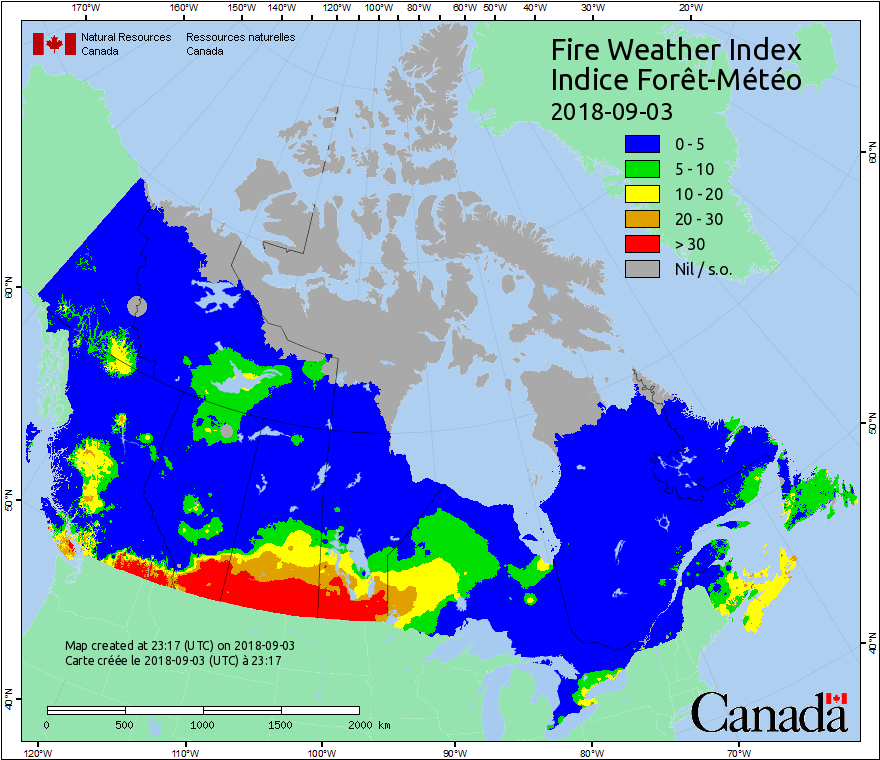 170°W 160°W 150°W 140°W 130°W 120°W 110°W 100°W 90°W 80°W 60°W 50°W 40°W 30°W 20°W
Natural Resources Canada
Ressources naturelles Canada
Fire Weather Index
Indice Forêt-Météo
2018-09-03
0 - 5
5 - 10
10 - 20
20 - 30
> 30
Nil / s.o.
60°N
60°N
50°N
50°N
40°N
40°N
Map created at 23:17 (UTC) on 2018-09-03
Carte créée le 2018-09-03 (UTC) à 23:17
0 500 1000 1500 2000 km
Canada
120°W 110°W 100°W 90°W 80°W 70°W